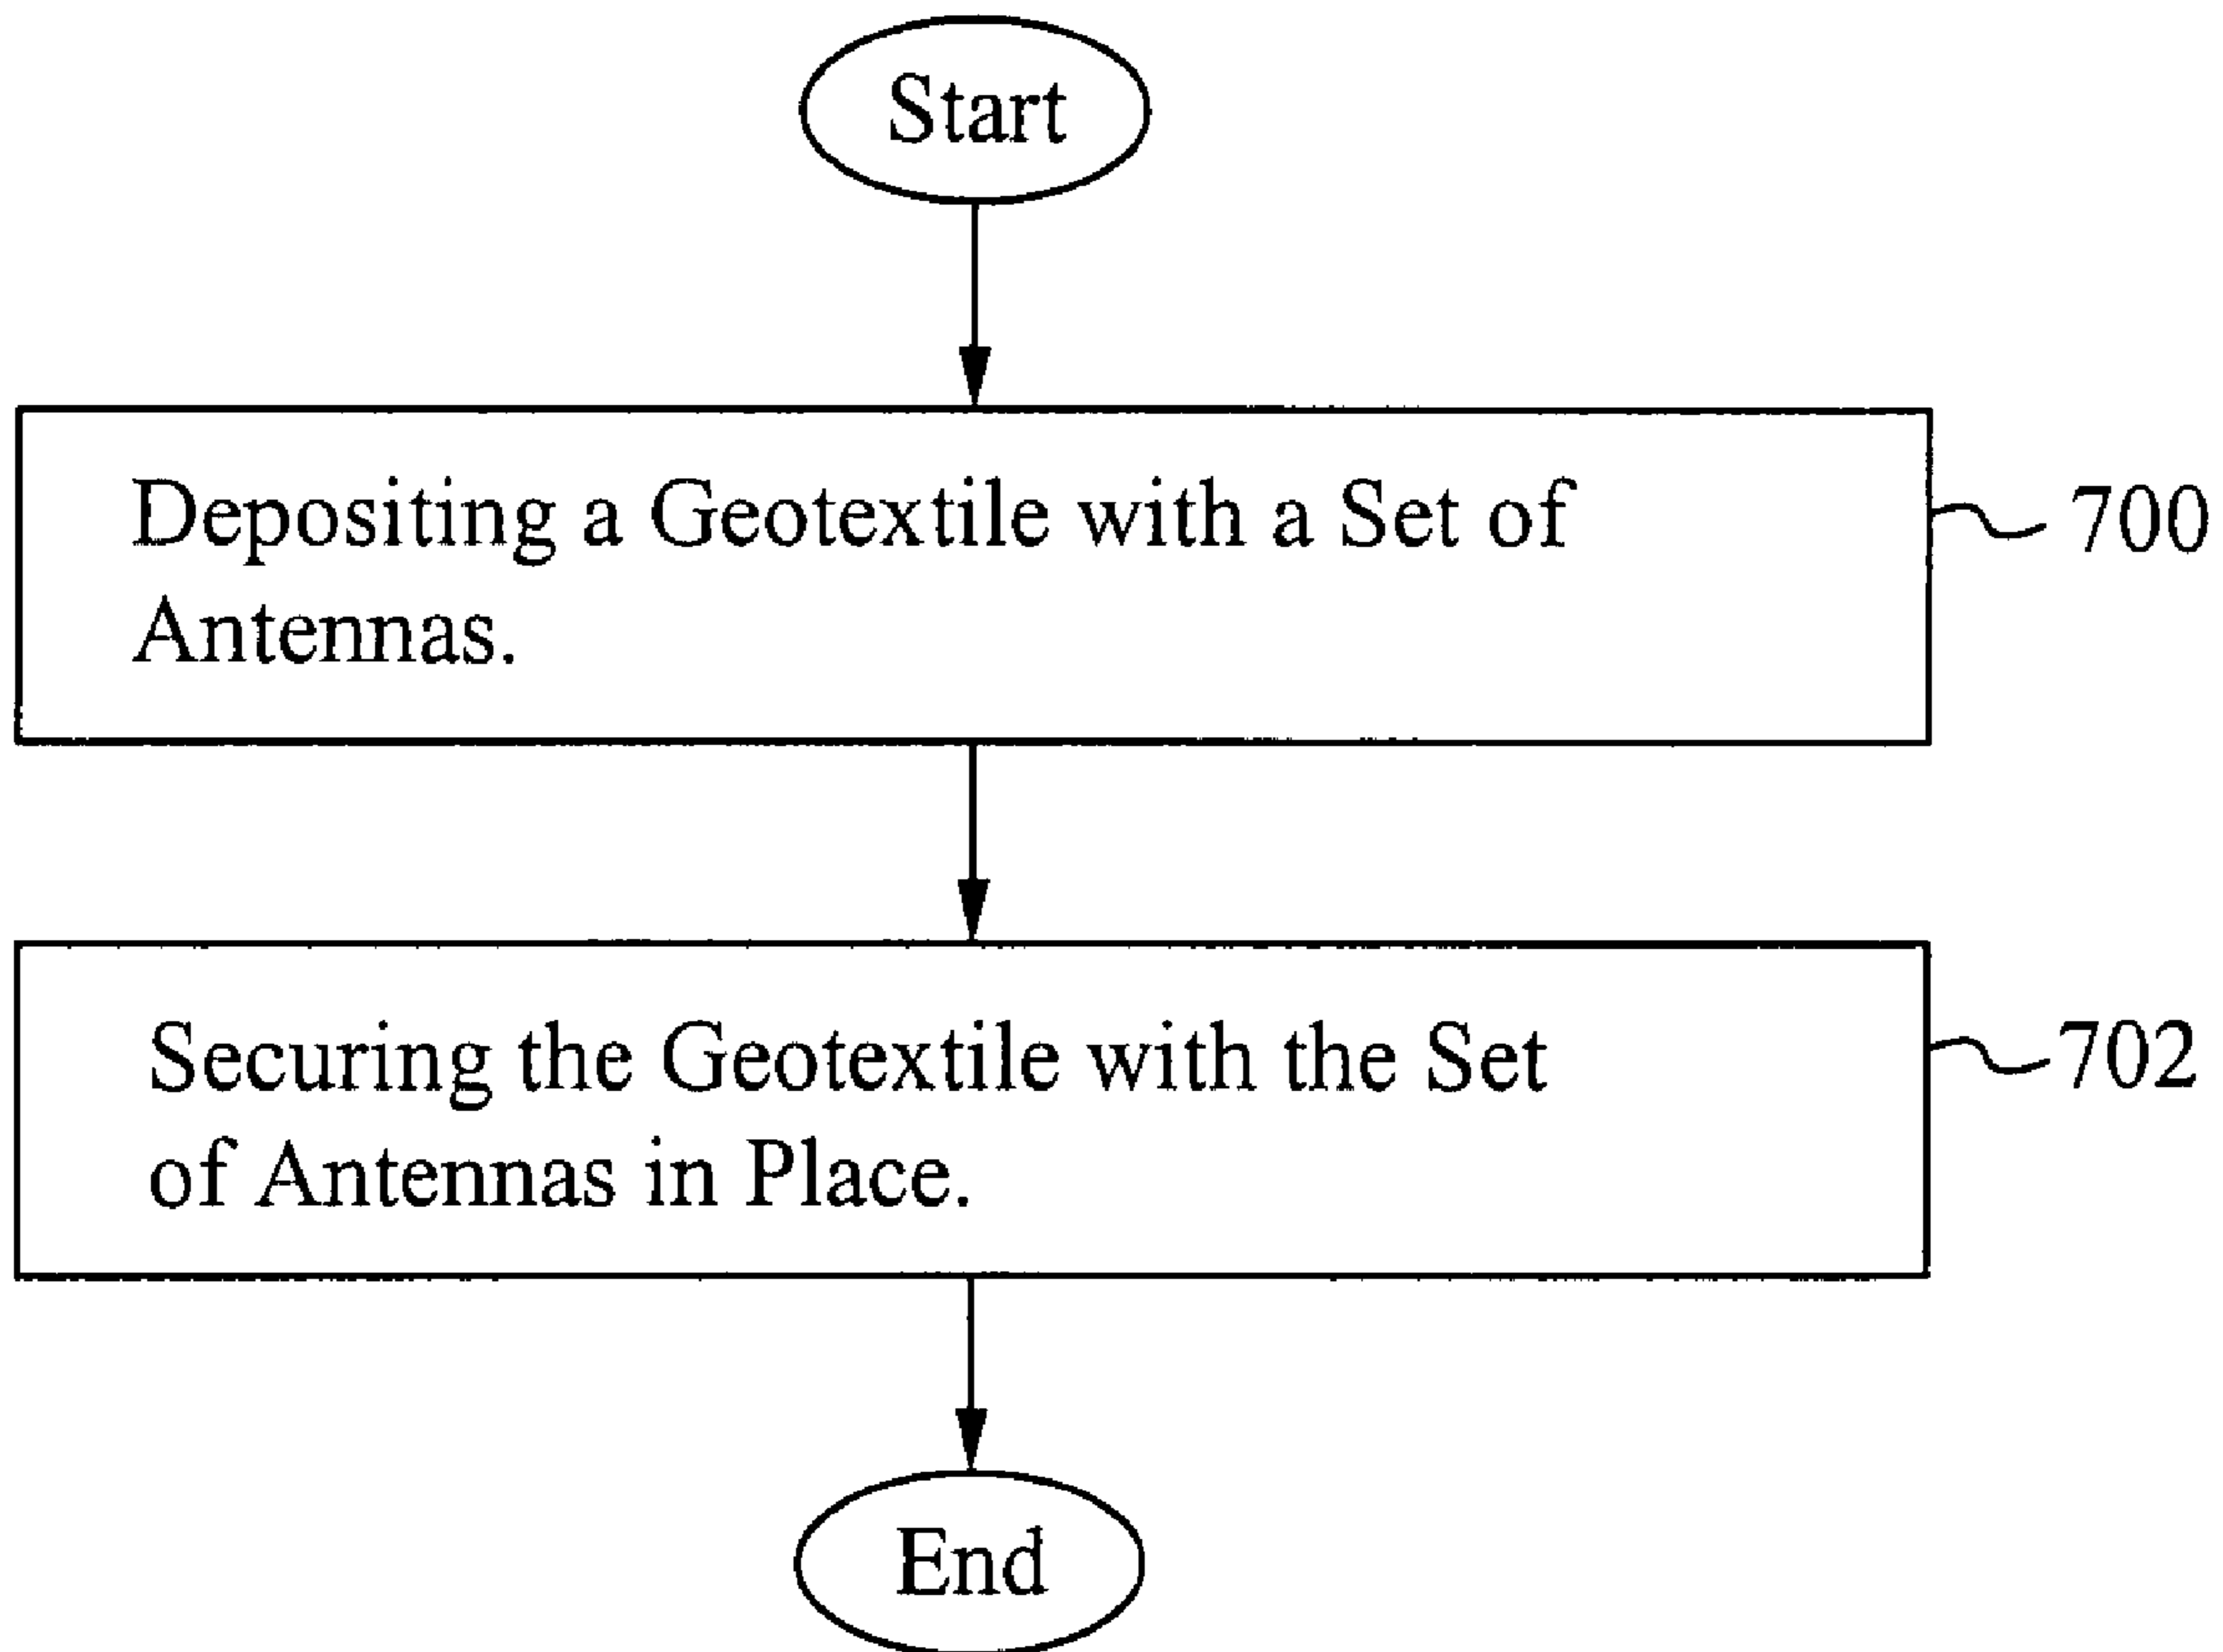 Start
Depositing a Geotextile with a Set of
Antennas.
700
Securing the Geotextile with the Set
of Antennas in Place.
702
End